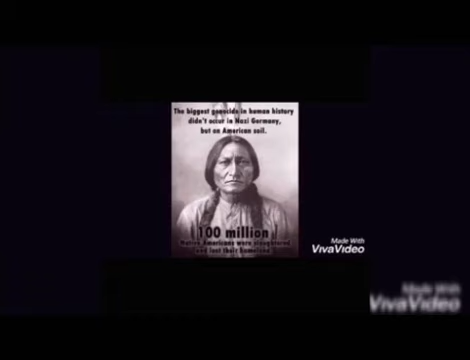 The biggest genocide in human history
didn't occur in Nazi Germany,
but on American soil.
100 million
Native Americans were slaughtered
and lost their homeland
Made With
VivaVideo
Made With
VivaVideo